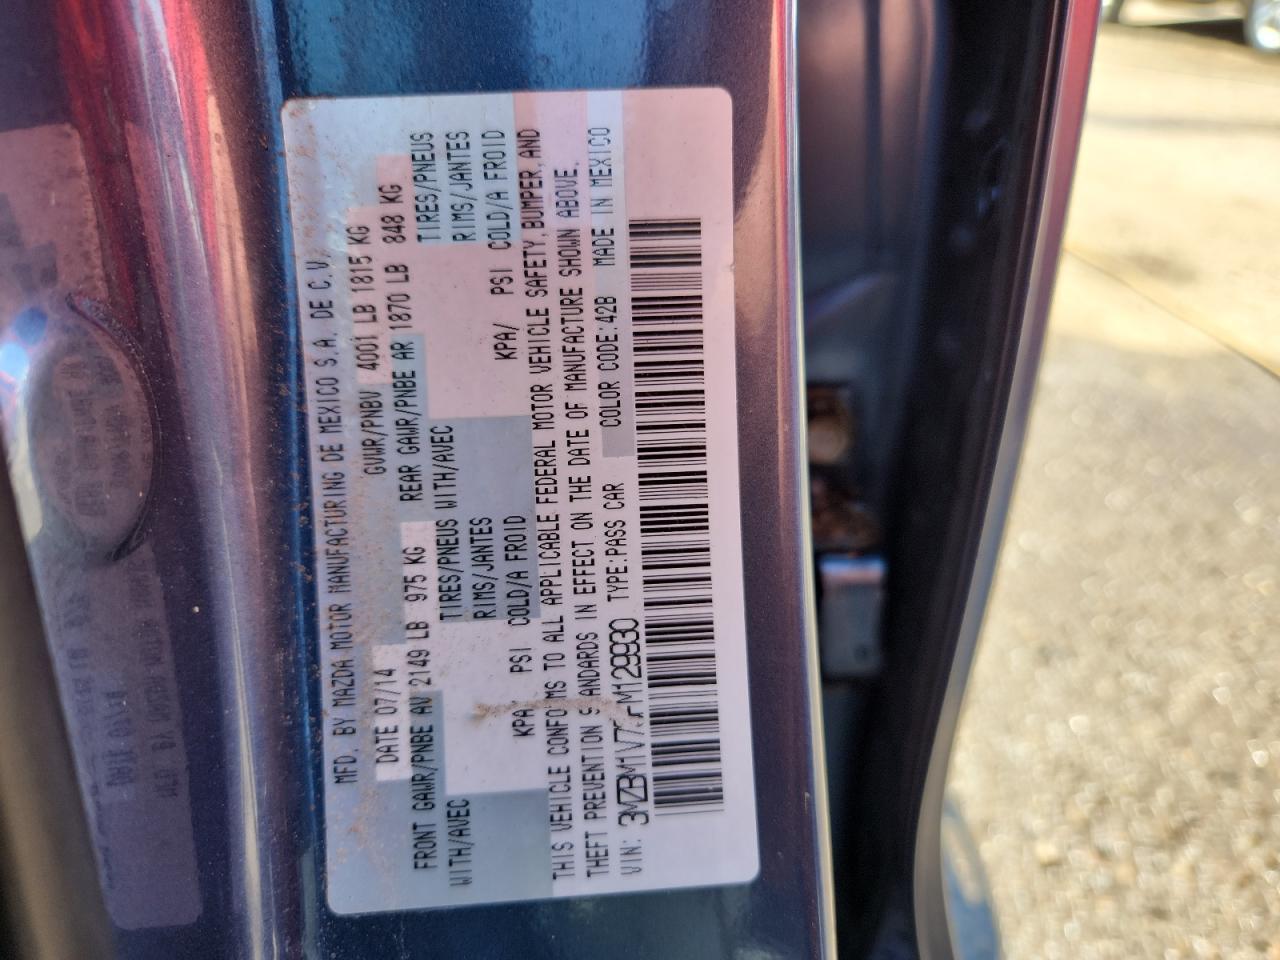 MFD. BY MAZDA MOTOR MANUFACTURING DE MEXICO S.A. DE C.V.
DATE 07/14 GVWR/PNBV 4001 LB 1815 KG
FRONT GAWR/PNBE AV 2149 LB 975 KG REAR GAWR/PNBE AR 1870 LB 848 KG
WITH/AVEC TIRES/PNEUS WITH/AVEC TIRES/PNEUS
RIMS/JANTES RIMS/JANTES
KPA/ PSI COLD/A FROID KPA/ PSI COLD/A FROID
THIS VEHICLE CONFO MS TO ALL APPLICABLE FEDERAL MOTOR VEHICLE SAFETY, BUMPER, AND
THEFT PREVENTION S ANDARDS IN EFFECT ON THE DATE OF MANUFACTURE SHOWN ABOVE.
VIN: TYPE:PASS CAR COLOR CODE:42B MADE IN MEXICO